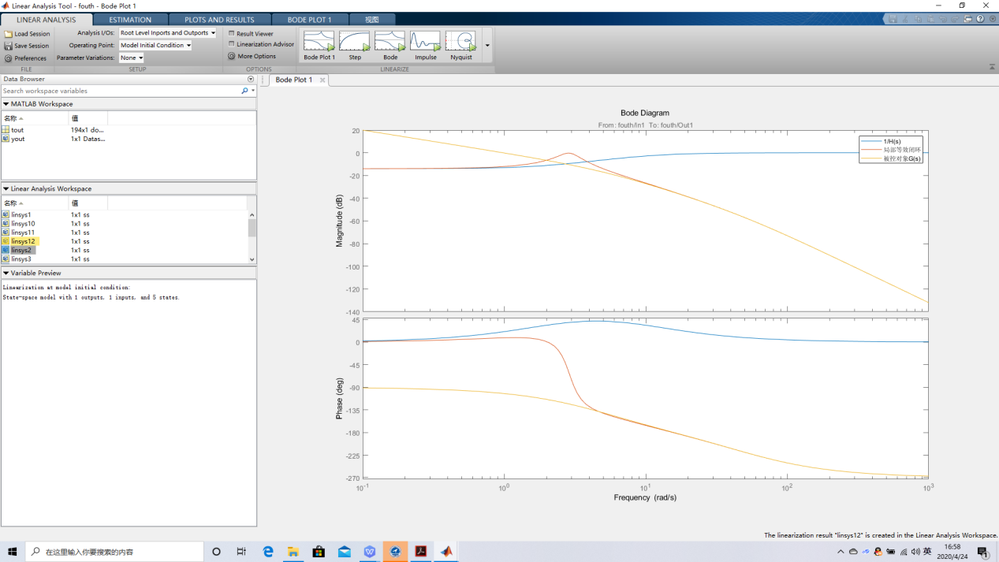 Linear Analysis Tool - fouth - Bode Plot 1
LINEAR ANALYSIS ESTIMATION PLOTS AND RESULTS BODE PLOT 1 视图
Load Session
Save Session
Preferences
FILE
Analysis I/Os: Root Level Inports and Outports
Operating Point: Model Initial Condition
Parameter Variations: None
SETUP
Result Viewer
Linearization Advisor
More Options
OPTIONS
Bode Plot 1 Step Bode Impulse Nyquist
LINEARIZE
Data Browser
Search workspace variables
MATLAB Workspace
名称 值
tout 194x1 do...
yout 1x1 Datas...
Linear Analysis Workspace
名称 值
linsys1 1x1 ss
linsys10 1x1 ss
linsys11 1x1 ss
linsys12 1x1 ss
linsys2 1x1 ss
linsys3 1x1 ss
Variable Preview
Linearization at model initial condition:
State-space model with 1 outputs, 1 inputs, and 5 states.
Bode Plot 1
Bode Diagram
From: fouth/In1 To: fouth/Out1
1/H(s)
局部等效闭环
被控对象G(s)
Magnitude (dB)
20
0
-20
-40
-60
-80
-100
-120
-140
Phase (deg)
45
0
-45
-90
-135
-180
-225
-270
10-1 100 101 102 103
Frequency (rad/s)
The linearization result "linsys12" is created in the Linear Analysis Workspace.
在这里输入你要搜索的内容
英
16:58
2020/4/24
1